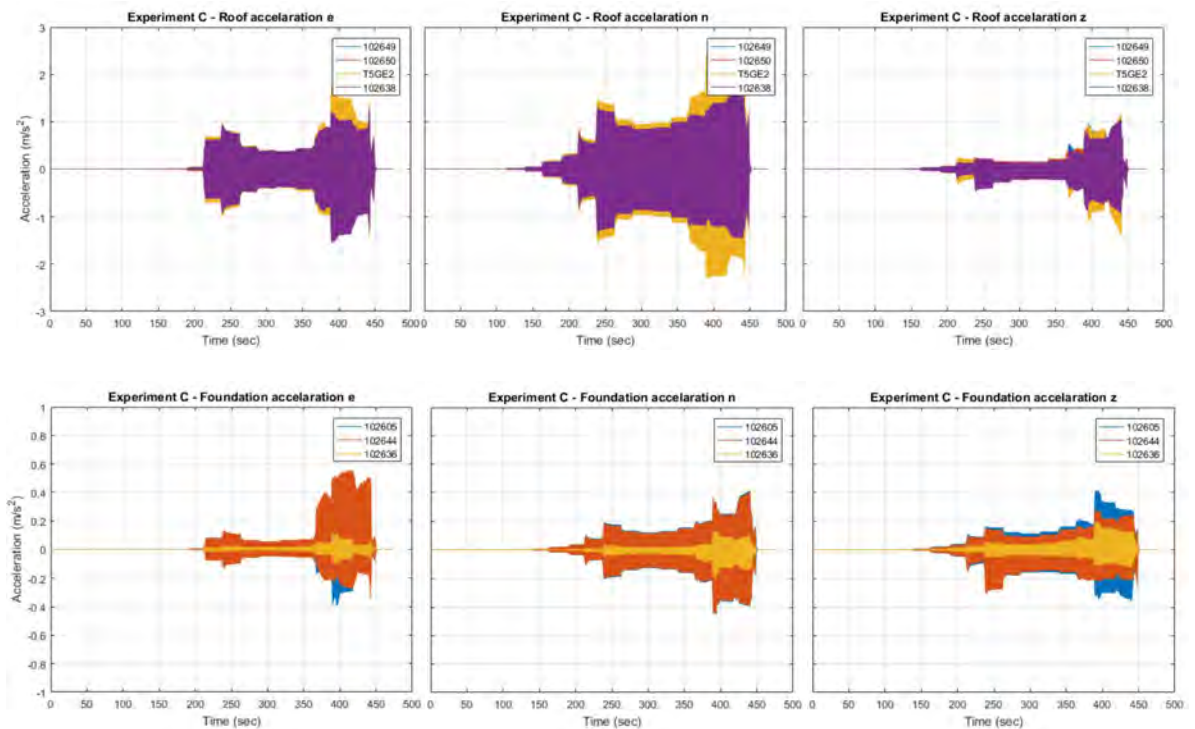 Experiment C - Roof accelaration e
Experiment C - Roof accelaration n
Experiment C - Roof accelaration z
3
2
1
0
-1
-2
-3
Acceleration (m/s²)
102649
102650
T5GE2
102638
102649
102650
T5GE2
102638
102649
102650
T5GE2
102638
0 50 100 150 200 250 300 350 400 450 500
0 50 100 150 200 250 300 350 400 450 500
0 50 100 150 200 250 300 350 400 450 500
Time (sec)
Time (sec)
Time (sec)
Experiment C - Foundation accelaration e
Experiment C - Foundation accelaration n
Experiment C - Foundation accelaration z
1
0.8
0.6
0.4
0.2
0
-0.2
-0.4
-0.6
-0.8
-1
Acceleration (m/s²)
102605
102644
102636
102605
102644
102636
102605
102644
102636
0 50 100 150 200 250 300 350 400 450 500
0 50 100 150 200 250 300 350 400 450 500
0 50 100 150 200 250 300 350 400 450 500
Time (sec)
Time (sec)
Time (sec)